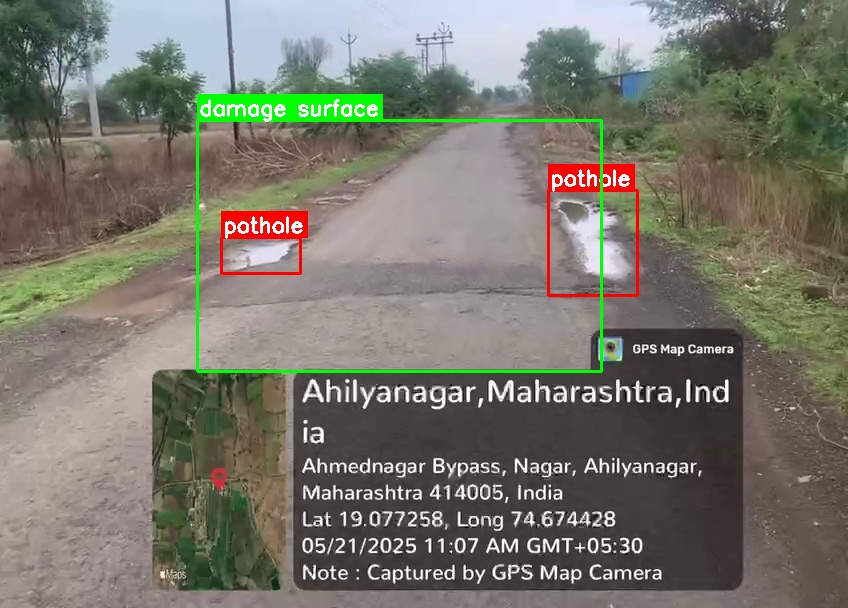 damage surface
pothole
pothole
GPS Map Camera
Ahilyanagar,Maharashtra,Ind
ia
Ahmednagar Bypass, Nagar, Ahilyanagar,
Maharashtra 414005, India
Lat 19.077258, Long 74.674428
05/21/2025 11:07 AM GMT+05:30
Note : Captured by GPS Map Camera
Maps